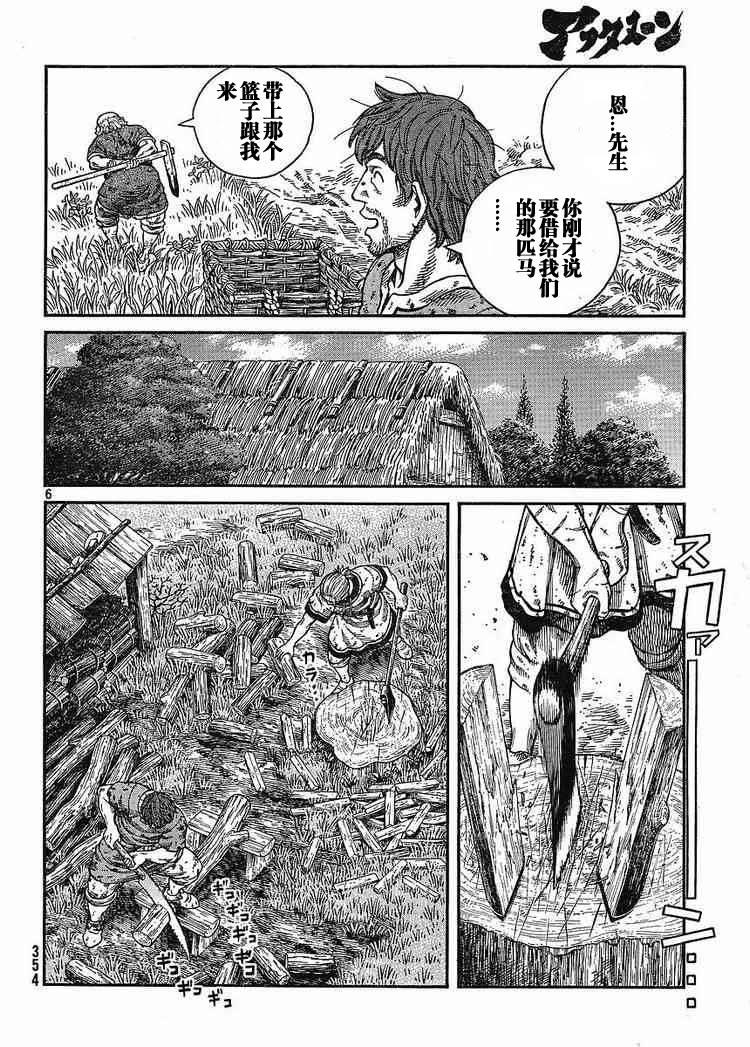 アフタヌーン
恩…先生
你刚才说
要借给我们
的那匹马
……
带上那个
篮子跟我
来
6
スカァーーン
カラ…
ギコ
ギコ
ギコ
ギコ
ギコ
ギコ
354